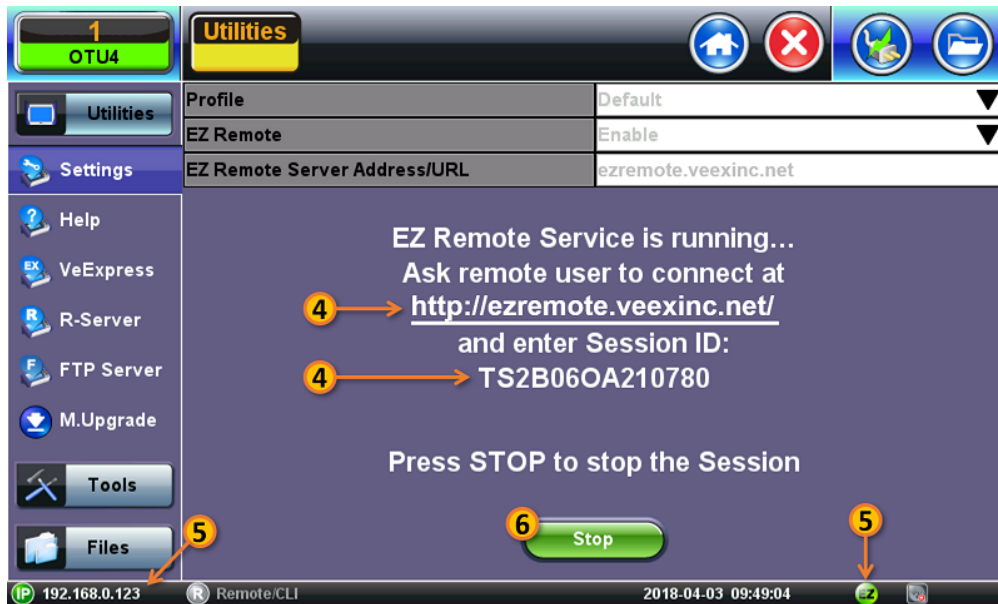 1
OTU4
Utilities
Utilities
Profile
Default
EZ Remote
Enable
Settings
EZ Remote Server Address/URL
ezremote.veexinc.net
? Help
EX VeExpress
R R-Server
F FTP Server
M.Upgrade
Tools
Files
EZ Remote Service is running...
Ask remote user to connect at
4 http://ezremote.veexinc.net/
and enter Session ID:
4 TS2B06OA210780
Press STOP to stop the Session
6 Stop
5
5
IP 192.168.0.123
R Remote/CLI
2018-04-03 09:49:04
EZ